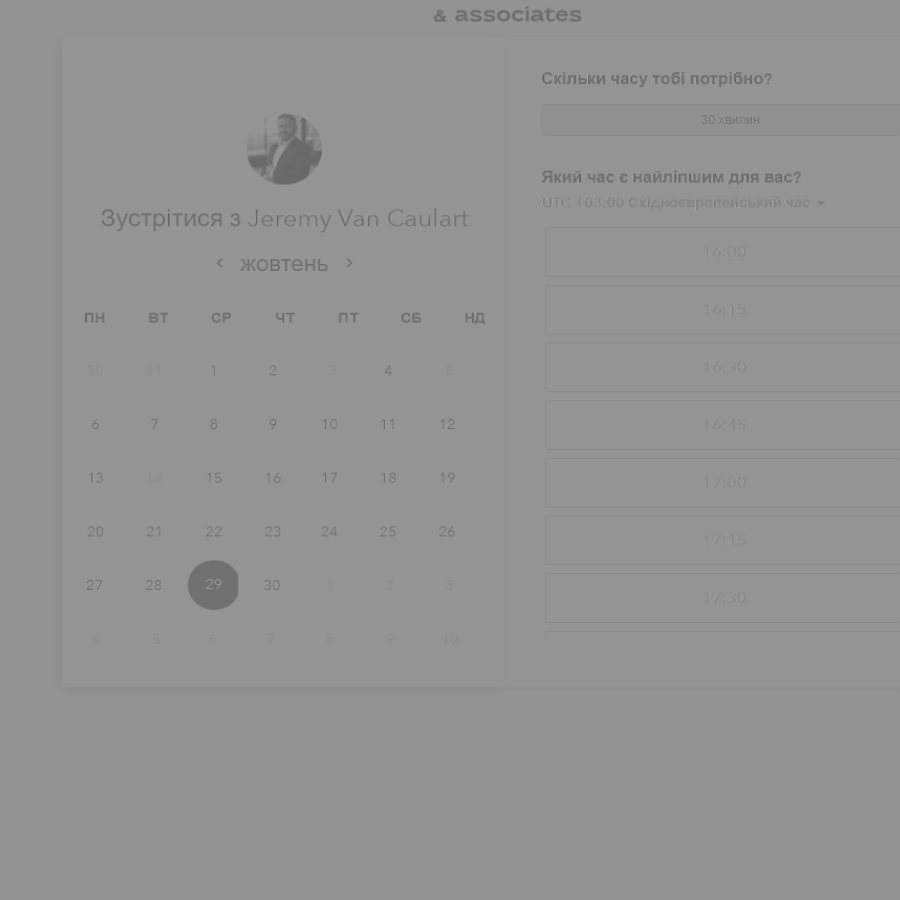 & associates
Зустрітися з Jeremy Van Caulart
жовтень
ПН ВТ СР ЧТ ПТ СБ НД
30 31 1 2 3 4 5
6 7 8 9 10 11 12
13 14 15 16 17 18 19
20 21 22 23 24 25 26
27 28 29 30 1 2 3
4 5 6 7 8 9 10
Скільки часу тобі потрібно?
30 хвилин
Який час є найліпшим для вас?
UTC +03:00 Східноєвропейський час
16:00
16:15
16:30
16:45
17:00
17:15
17:30